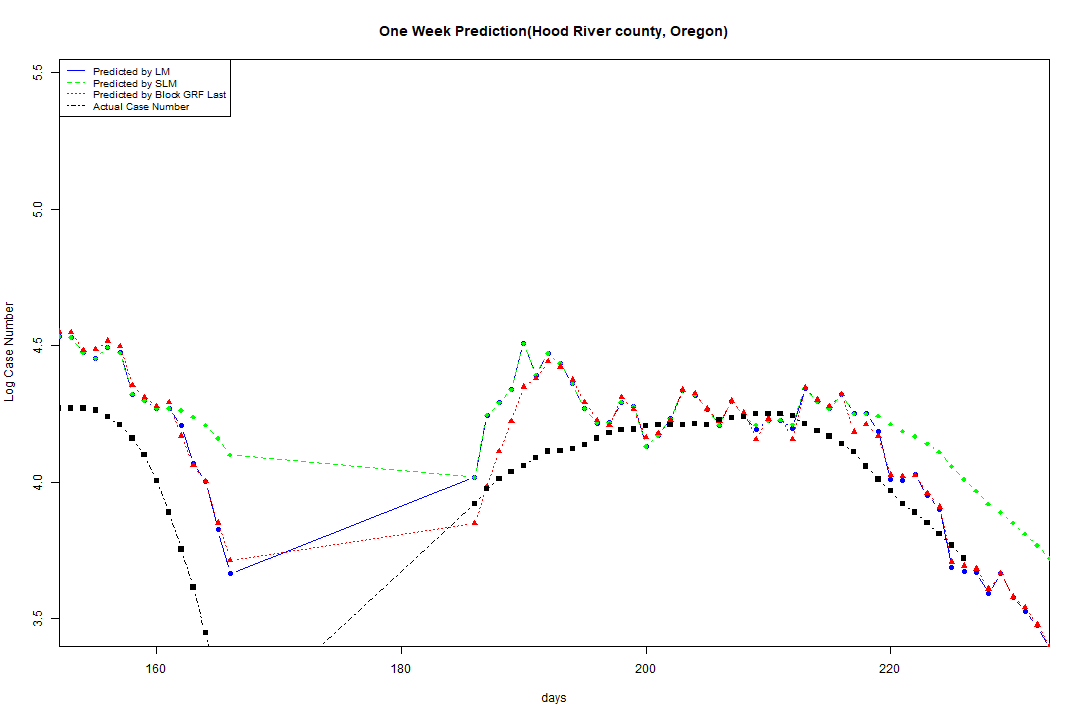 One Week Prediction(Hood River county, Oregon)
Predicted by LM
Predicted by SLM
Predicted by Block GRF Last
Actual Case Number
5.5
5.0
4.5
4.0
3.5
Log Case Number
160
180
200
220
days